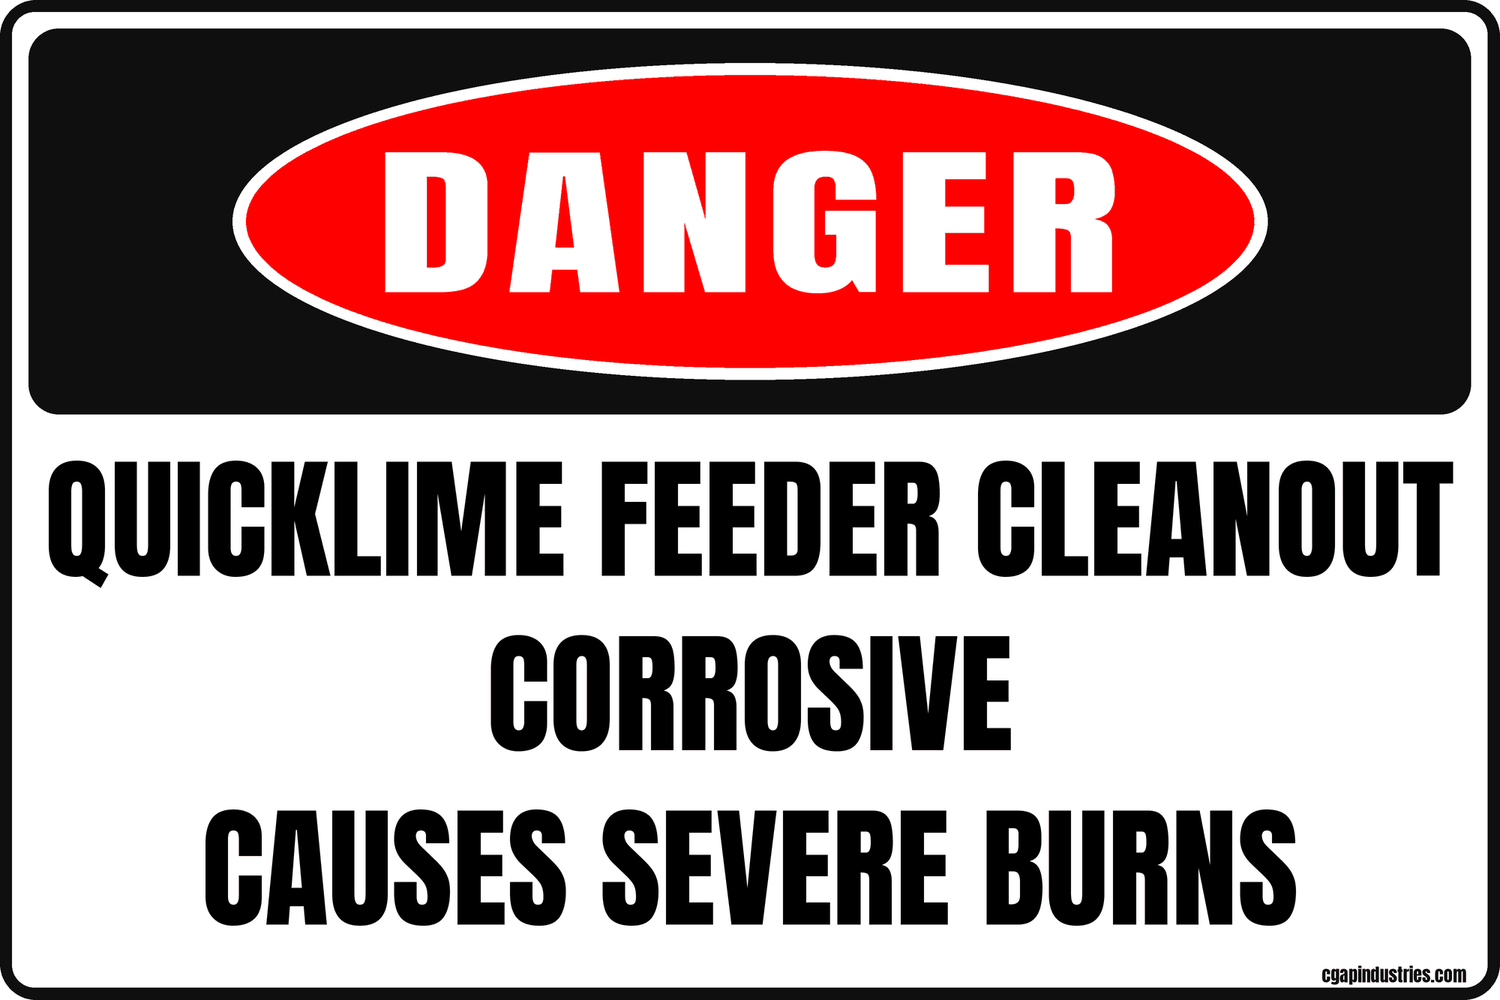 DANGER
QUICKLIME FEEDER CLEANOUT
CORROSIVE
CAUSES SEVERE BURNS
cgapindustries.com